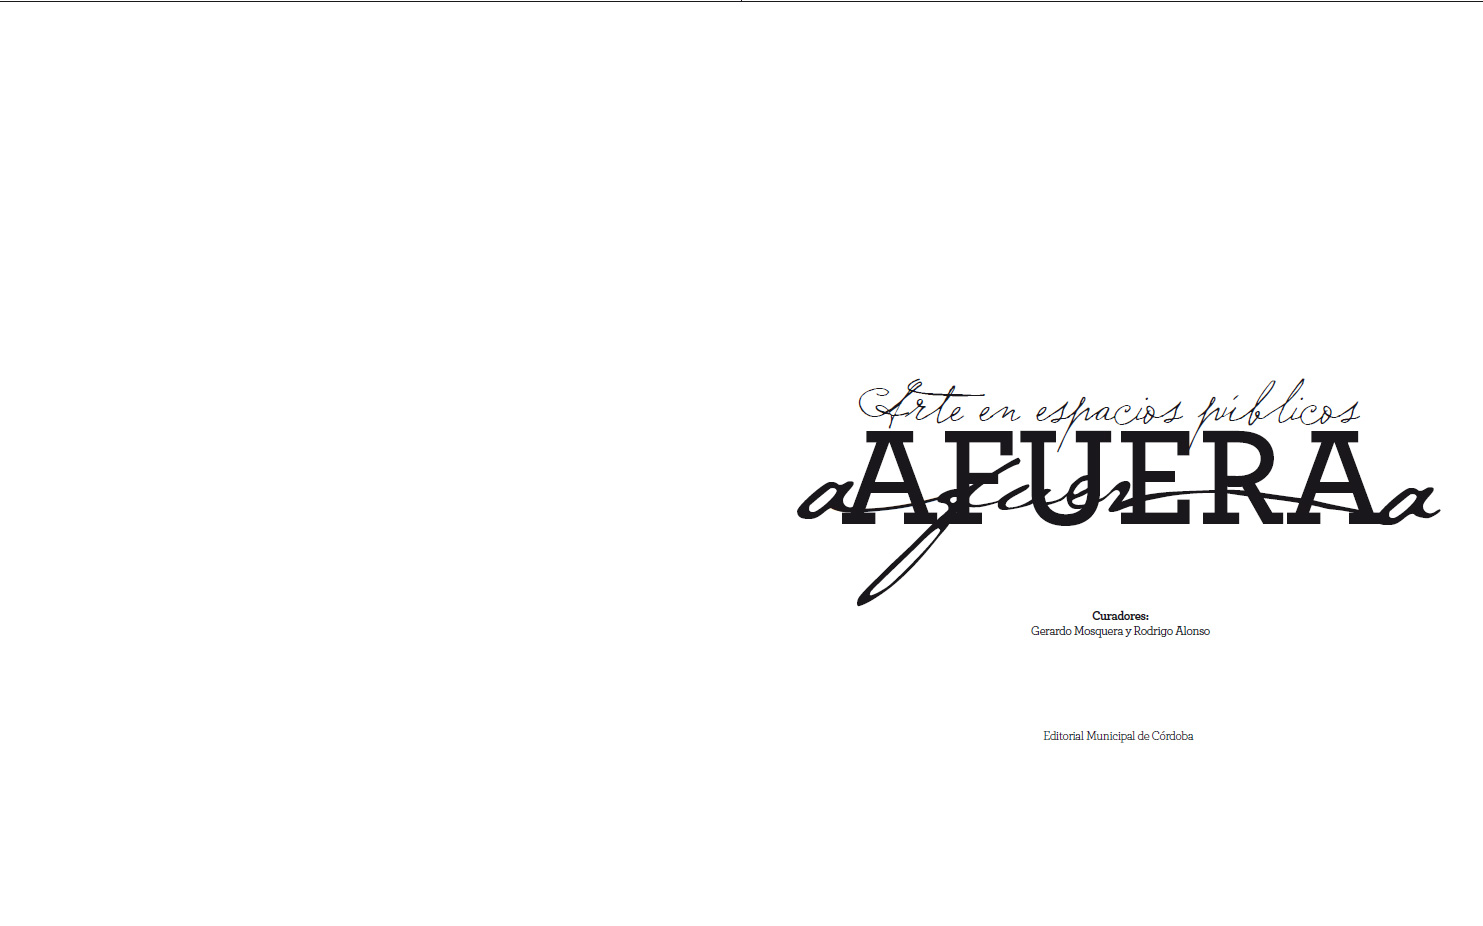 Arte en espacios públicos
AFUERA
afuera
Curadores:
Gerardo Mosquera y Rodrigo Alonso
Editorial Municipal de Córdoba